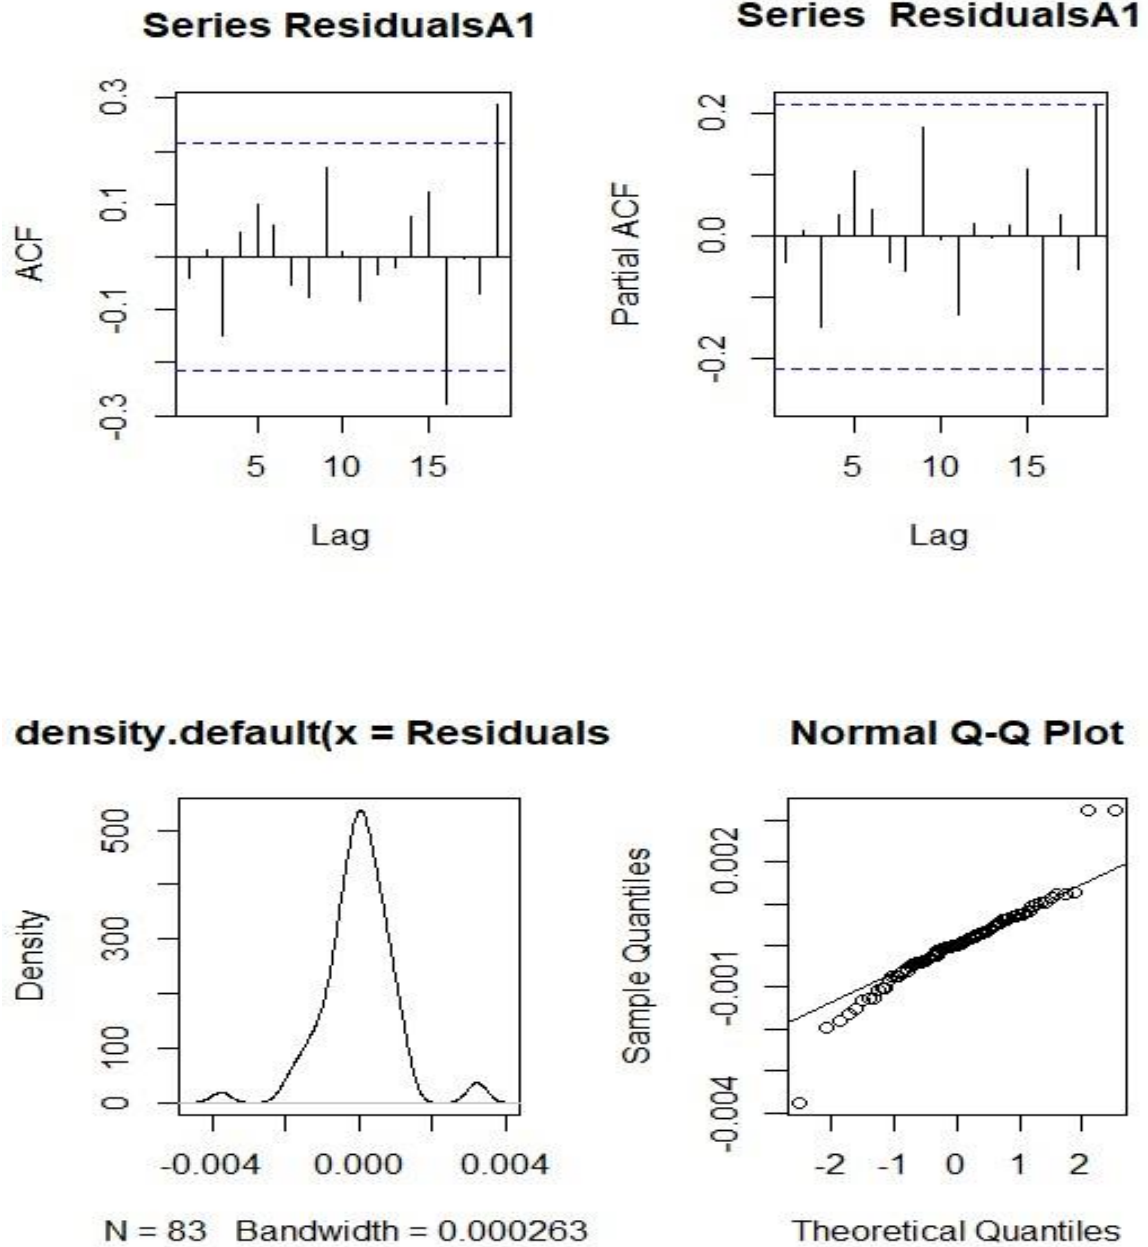 Series ResidualsA1
ACF
0.3
0.1
-0.1
-0.3
5 10 15
Lag
Series ResidualsA1
Partial ACF
0.2
0.0
-0.2
5 10 15
Lag
density.default(x = Residuals
Density
500
300
100
0
-0.004 0.000 0.004
N = 83 Bandwidth = 0.000263
Normal Q-Q Plot
Sample Quantiles
0.002
-0.001
-0.004
-2 -1 0 1 2
Theoretical Quantiles